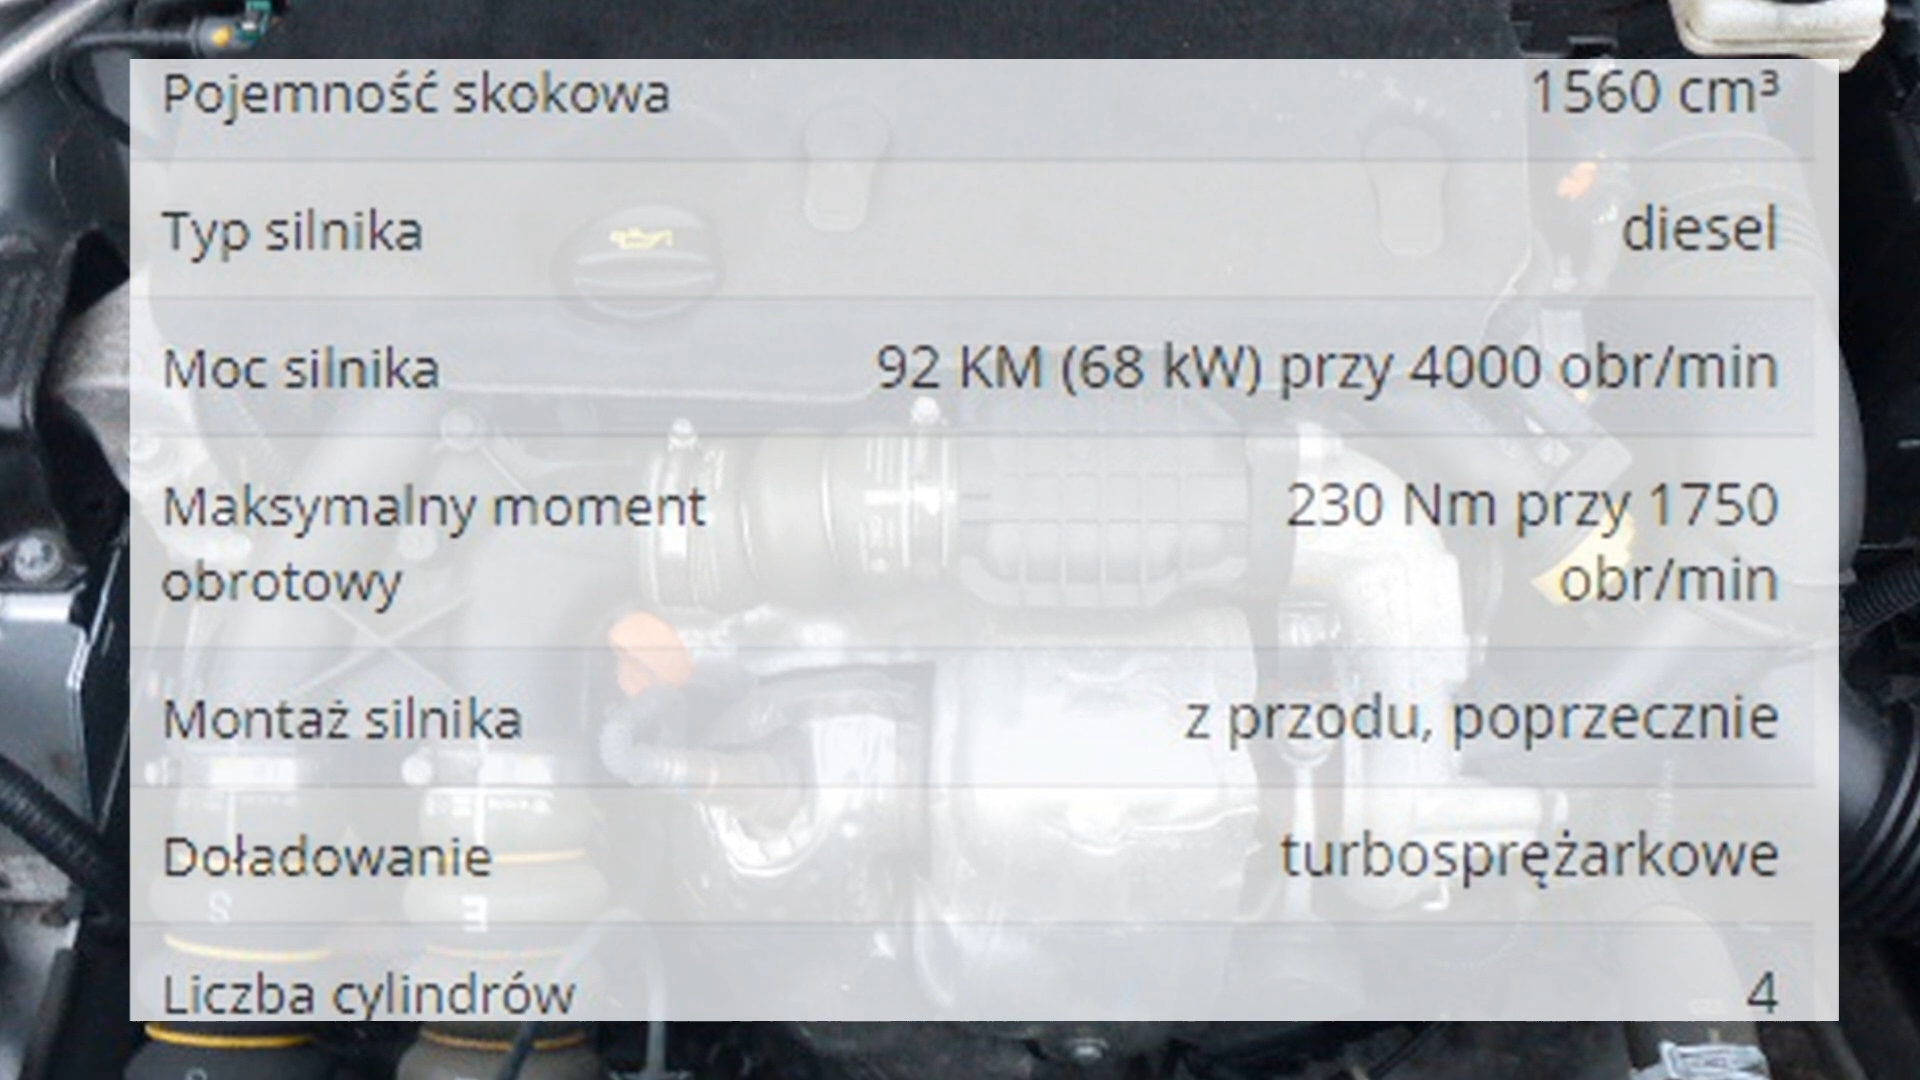 Pojemność skokowa 1560 cm³
Typ silnika diesel
Moc silnika 92 KM (68 kW) przy 4000 obr/min
Maksymalny moment 230 Nm przy 1750
obrotowy obr/min
Montaż silnika z przodu, poprzecznie
Doładowanie turbosprężarkowe
Liczba cylindrów 4